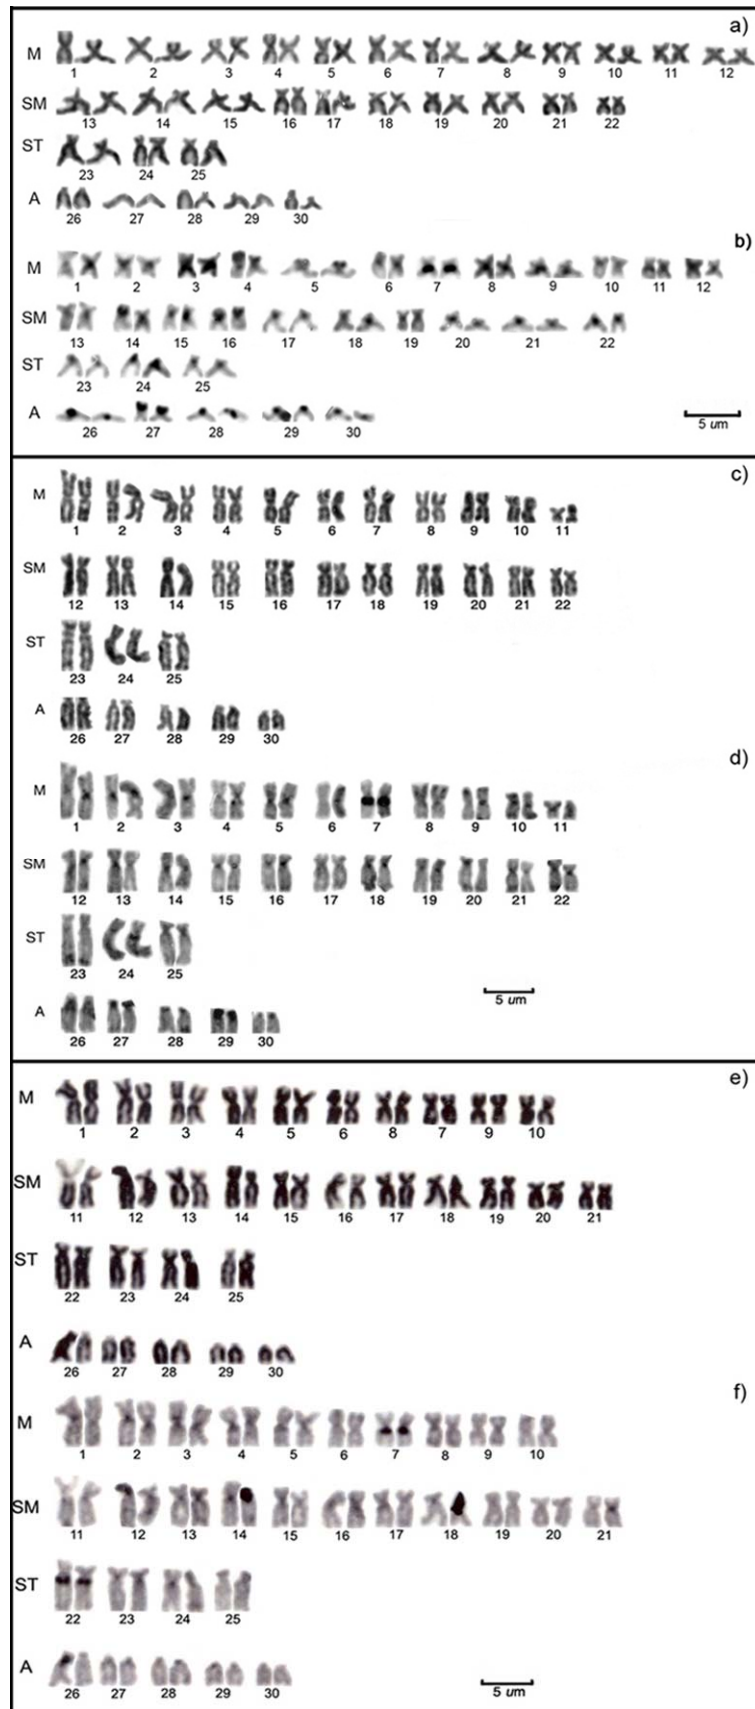 a)
M
1 2 3 4 5 6 7 8 9 10 11 12
SM
13 14 15 16 17 18 19 20 21 22
ST
23 24 25
A
26 27 28 29 30
b)
M
1 2 3 4 5 6 7 8 9 10 11 12
SM
13 14 15 16 17 18 19 20 21 22
ST
23 24 25
A
26 27 28 29 30
5 um
c)
M
1 2 3 4 5 6 7 8 9 10 11
SM
12 13 14 15 16 17 18 19 20 21 22
ST
23 24 25
A
26 27 28 29 30
d)
M
1 2 3 4 5 6 7 8 9 10 11
SM
12 13 14 15 16 17 18 19 20 21 22
ST
23 24 25
A
26 27 28 29 30
5 um
e)
M
1 2 3 4 5 6 8 7 9 10
SM
11 12 13 14 15 16 17 18 19 20 21
ST
22 23 24 25
A
26 27 28 29 30
f)
M
1 2 3 4 5 6 7 8 9 10
SM
11 12 13 14 15 16 17 18 19 20 21
ST
22 23 24 25
A
26 27 28 29 30
5 um